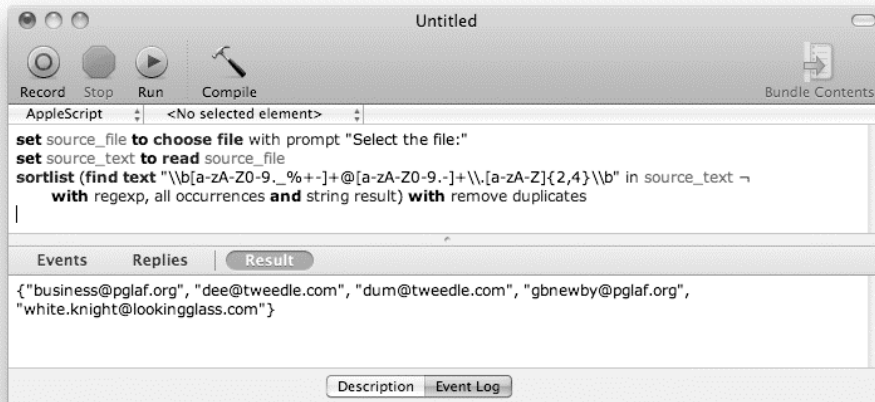 Untitled
Record Stop Run Compile Bundle Contents
AppleScript <No selected element>
set source_file to choose file with prompt "Select the file:"
set source_text to read source_file
sortlist (find text "\\b[a-zA-Z0-9._%+-]+@[a-zA-Z0-9.-]+\\.[a-zA-Z]{2,4}\\b" in source_text ¬
with regexp, all occurrences and string result) with remove duplicates
Events Replies Result
{"business@pglaf.org", "dee@tweedle.com", "dum@tweedle.com", "gbnewby@pglaf.org",
"white.knight@lookingglass.com"}
Description Event Log